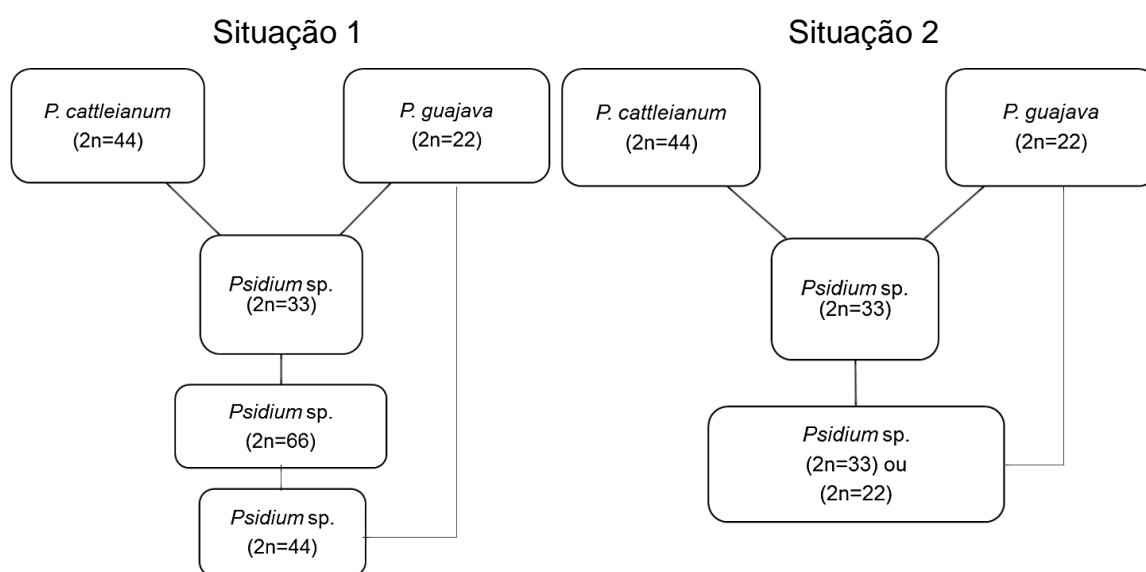 Situação 1
P. cattleianum
(2n=44)
P. guajava
(2n=22)
Psidium sp.
(2n=33)
Psidium sp.
(2n=66)
Psidium sp.
(2n=44)
Situação 2
P. cattleianum
(2n=44)
P. guajava
(2n=22)
Psidium sp.
(2n=33)
Psidium sp.
(2n=33) ou
(2n=22)